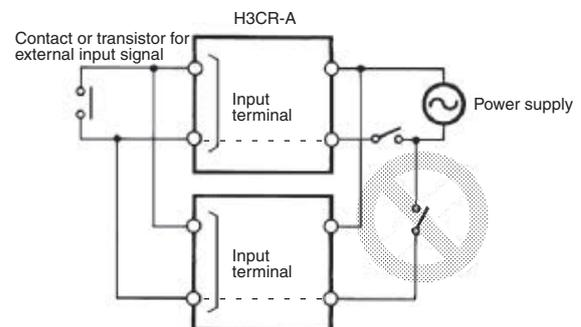 H3CR-A
Contact or transistor for
external input signal
Input
terminal
Power supply
Input
terminal